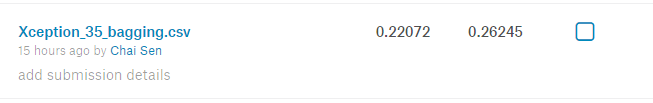 Xception_35_bagging.csv 0.22072 0.26245
15 hours ago by Chai Sen
add submission details